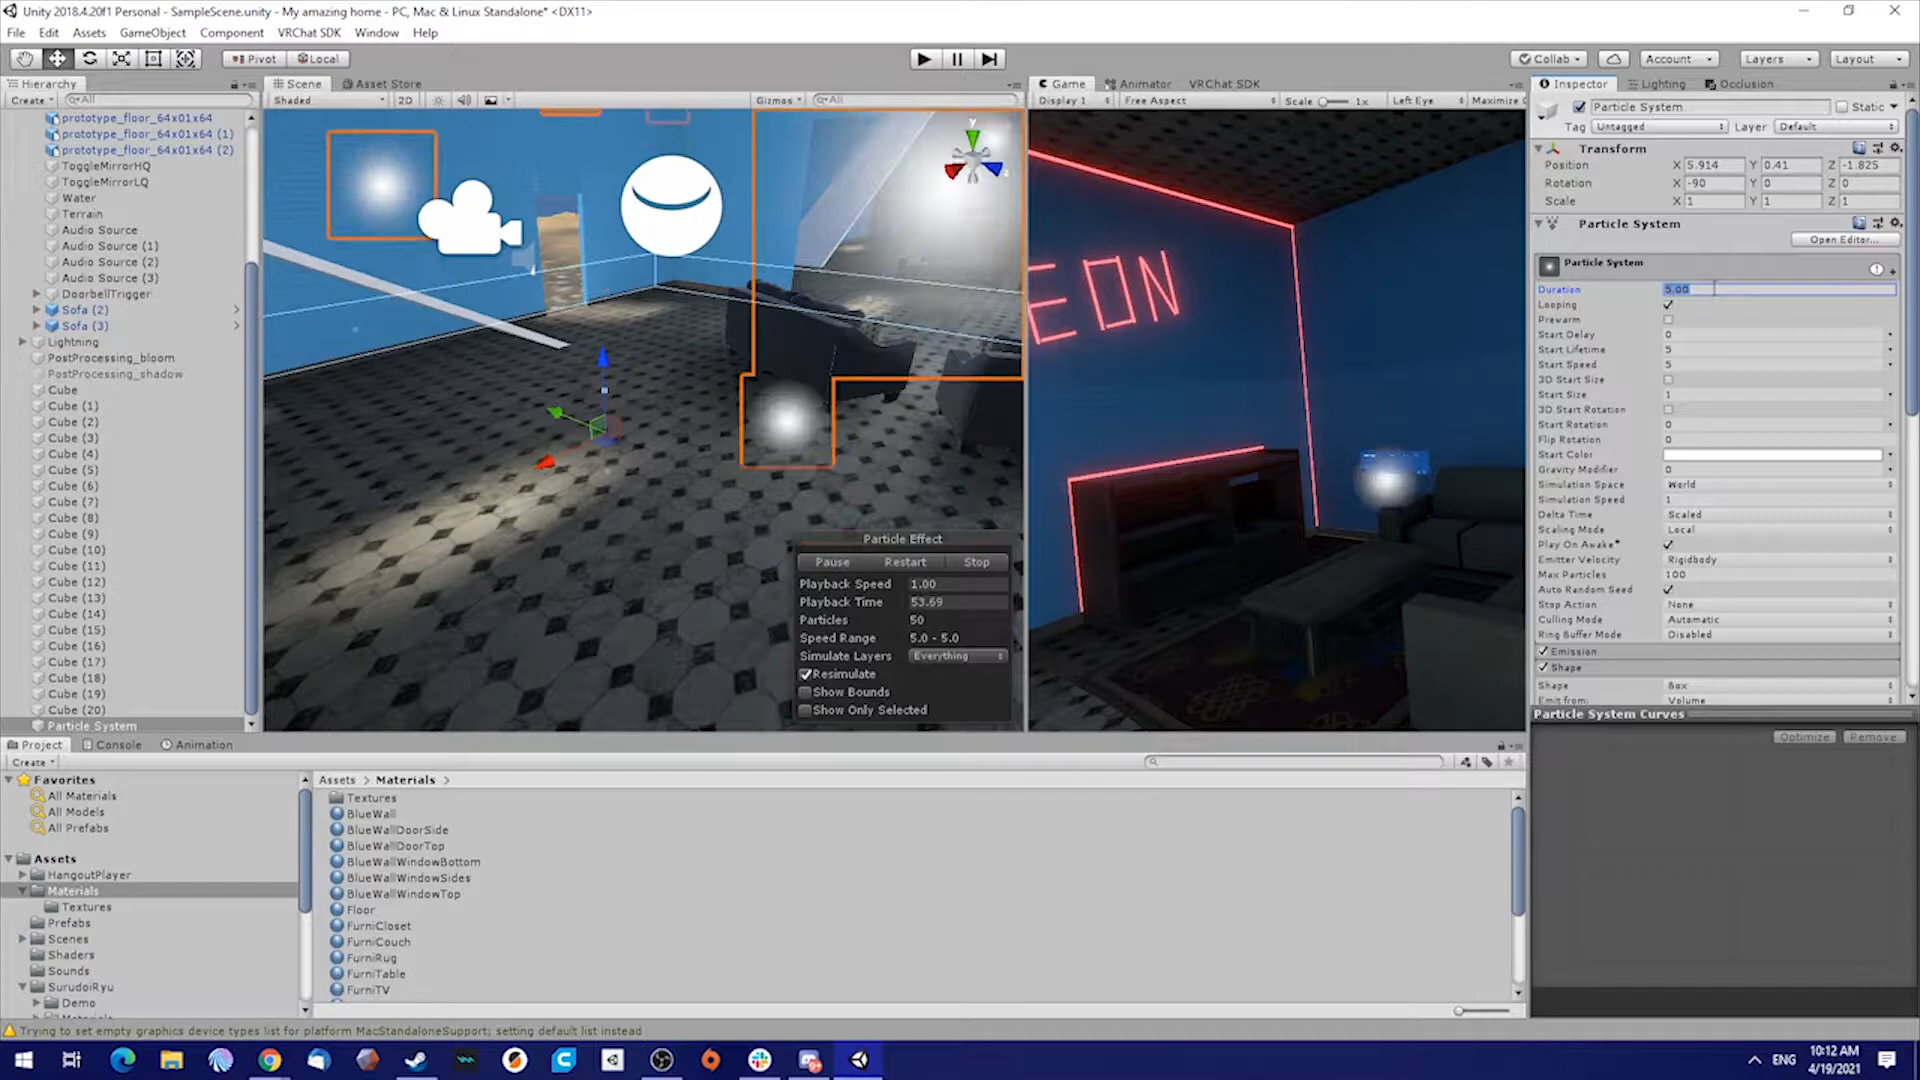 Unity 2018.4.20f1 Personal - SampleScene.unity - My amazing home - PC, Mac & Linux Standalone* <DX11>
File Edit Assets GameObject Component VRChat SDK Window Help
Pivot Local Collab Account Layers Layout
Hierarchy
Create All
prototype_floor_64x01x64
prototype_floor_64x01x64 (1)
prototype_floor_64x01x64 (2)
ToggleMirrorHQ
ToggleMirrorLQ
Water
Terrain
Audio Source
Audio Source (1)
Audio Source (2)
Audio Source (3)
DoorbellTrigger
Sofa (2)
Sofa (3)
Lightning
PostProcessing_bloom
PostProcessing_shadow
Cube
Cube (1)
Cube (2)
Cube (3)
Cube (4)
Cube (5)
Cube (6)
Cube (7)
Cube (8)
Cube (9)
Cube (10)
Cube (11)
Cube (12)
Cube (13)
Cube (14)
Cube (15)
Cube (16)
Cube (17)
Cube (18)
Cube (19)
Cube (20)
Particle System
Scene Asset Store
Shaded 2D Gizmos All
y
Particle Effect
Pause Restart Stop
Playback Speed 1.00
Playback Time 53.69
Particles 50
Speed Range 5.0 - 5.0
Simulate Layers Everything
Resimulate
Show Bounds
Show Only Selected
Game Animator VRChat SDK
Display 1 Free Aspect Scale 1x Left Eye Maximize
EON
Inspector Lighting Occlusion
Particle System Static
Tag Untagged Layer Default
Transform
Position X 5.914 Y 0.41 Z -1.825
Rotation X -90 Y 0 Z 0
Scale X 1 Y 1 Z 1
Particle System
Open Editor...
Particle System
Duration 5.00
Looping
Prewarm
Start Delay 0
Start Lifetime 5
Start Speed 5
3D Start Size
Start Size 1
3D Start Rotation
Start Rotation 0
Flip Rotation 0
Start Color
Gravity Modifier 0
Simulation Space World
Simulation Speed 1
Delta Time Scaled
Scaling Mode Local
Play On Awake*
Emitter Velocity Rigidbody
Max Particles 100
Auto Random Seed
Stop Action None
Culling Mode Automatic
Ring Buffer Mode Disabled
Emission
Shape
Shape Box
Emit from: Volume
Particle System Curves
Optimize Remove
Project Console Animation
Create
Favorites
All Materials
All Models
All Prefabs
Assets
HangoutPlayer
Materials
Textures
Prefabs
Scenes
Shaders
Sounds
SurudoiRyu
Demo
Assets > Materials >
Textures
BlueWall
BlueWallDoorSide
BlueWallDoorTop
BlueWallWindowBottom
BlueWallWindowSides
BlueWallWindowTop
Floor
FurniCloset
FurniCouch
FurniRug
FurniTable
FurniTV
Trying to set empty graphics device types list for platform MacStandaloneSupport; setting default list instead
ENG
10:12 AM
4/19/2021